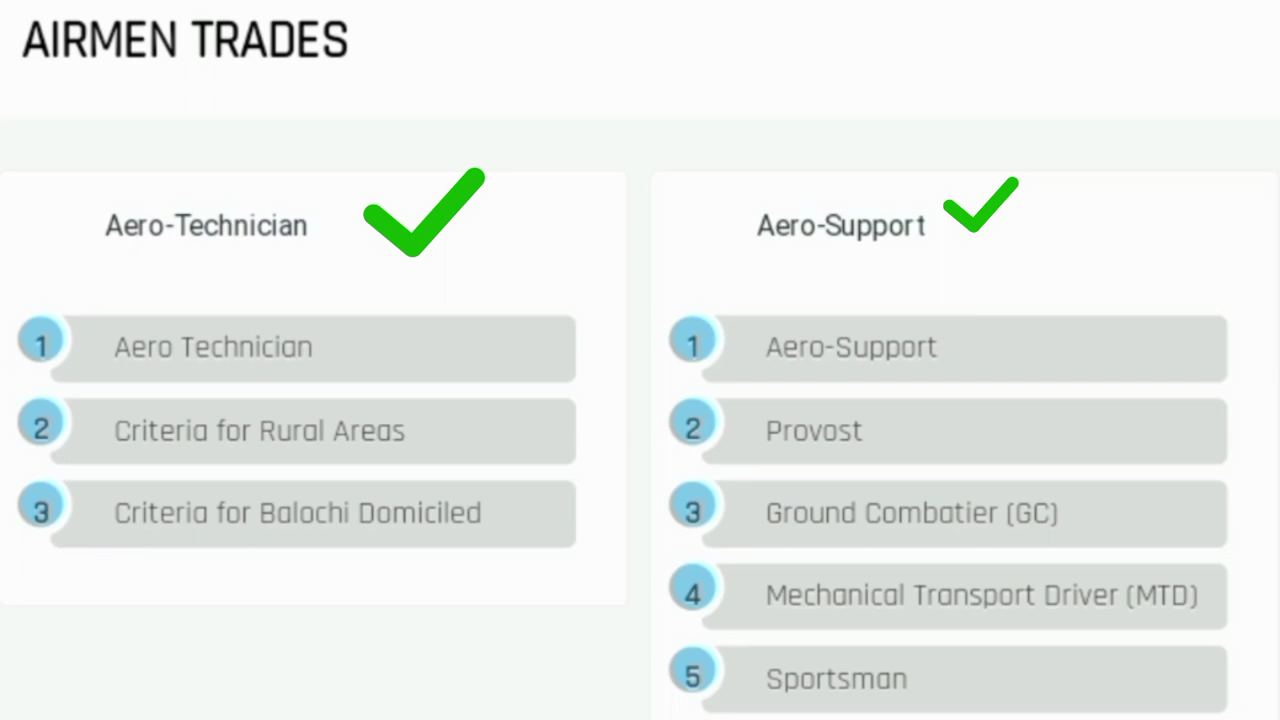 AIRMEN TRADES
Aero-Technician
1 Aero Technician
2 Criteria for Rural Areas
3 Criteria for Balochi Domiciled
Aero-Support
1 Aero-Support
2 Provost
3 Ground Combatier (GC)
4 Mechanical Transport Driver (MTD)
5 Sportsman